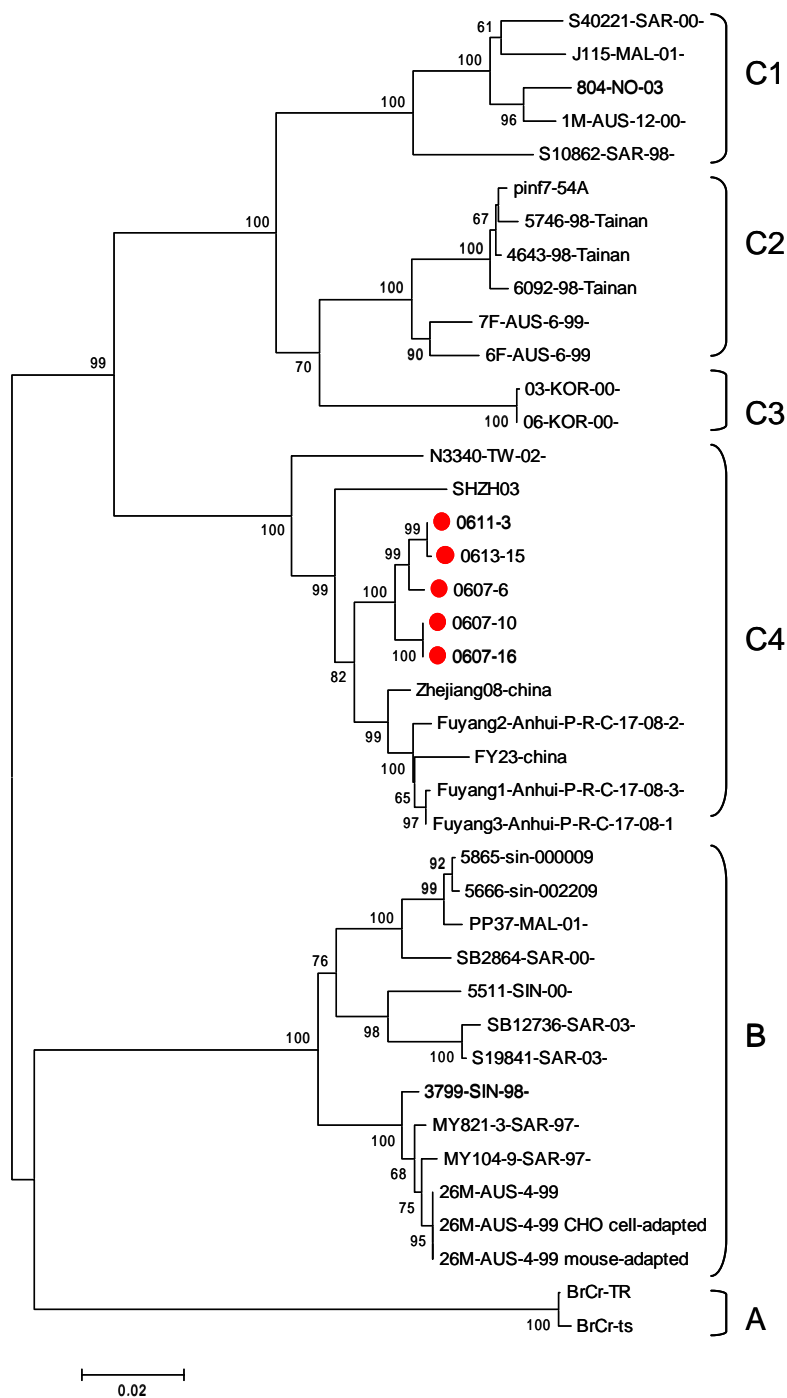 S40221-SAR-00-
61
J115-MAL-01-
100
C1
804-NO-03
100
1M-AUS-12-00-
96
S10862-SAR-98-
pinf7-54A
67
5746-98-Tainan
100
C2
100
4643-98-Tainan
100
6092-98-Tainan
7F-AUS-6-99-
90
6F-AUS-6-99
99
70
03-KOR-00-
C3
100
06-KOR-00-
N3340-TW-02-
SHZH03
100
0611-3
99
0613-15
99
0607-6
99
100
0607-10
C4
100
0607-16
82
Zhejiang08-china
Fuyang2-Anhui-P-R-C-17-08-2-
99
FY23-china
100
Fuyang1-Anhui-P-R-C-17-08-3-
65
97
Fuyang3-Anhui-P-R-C-17-08-1
5865-sin-000009
92
5666-sin-002209
99
PP37-MAL-01-
100
SB2864-SAR-00-
76
5511-SIN-00-
98
SB12736-SAR-03-
100
B
100
S19841-SAR-03-
3799-SIN-98-
MY821-3-SAR-97-
100
MY104-9-SAR-97-
68
26M-AUS-4-99
75
26M-AUS-4-99 CHO cell-adapted
95
26M-AUS-4-99 mouse-adapted
BrCr-TR
100
BrCr-ts
A
0.02